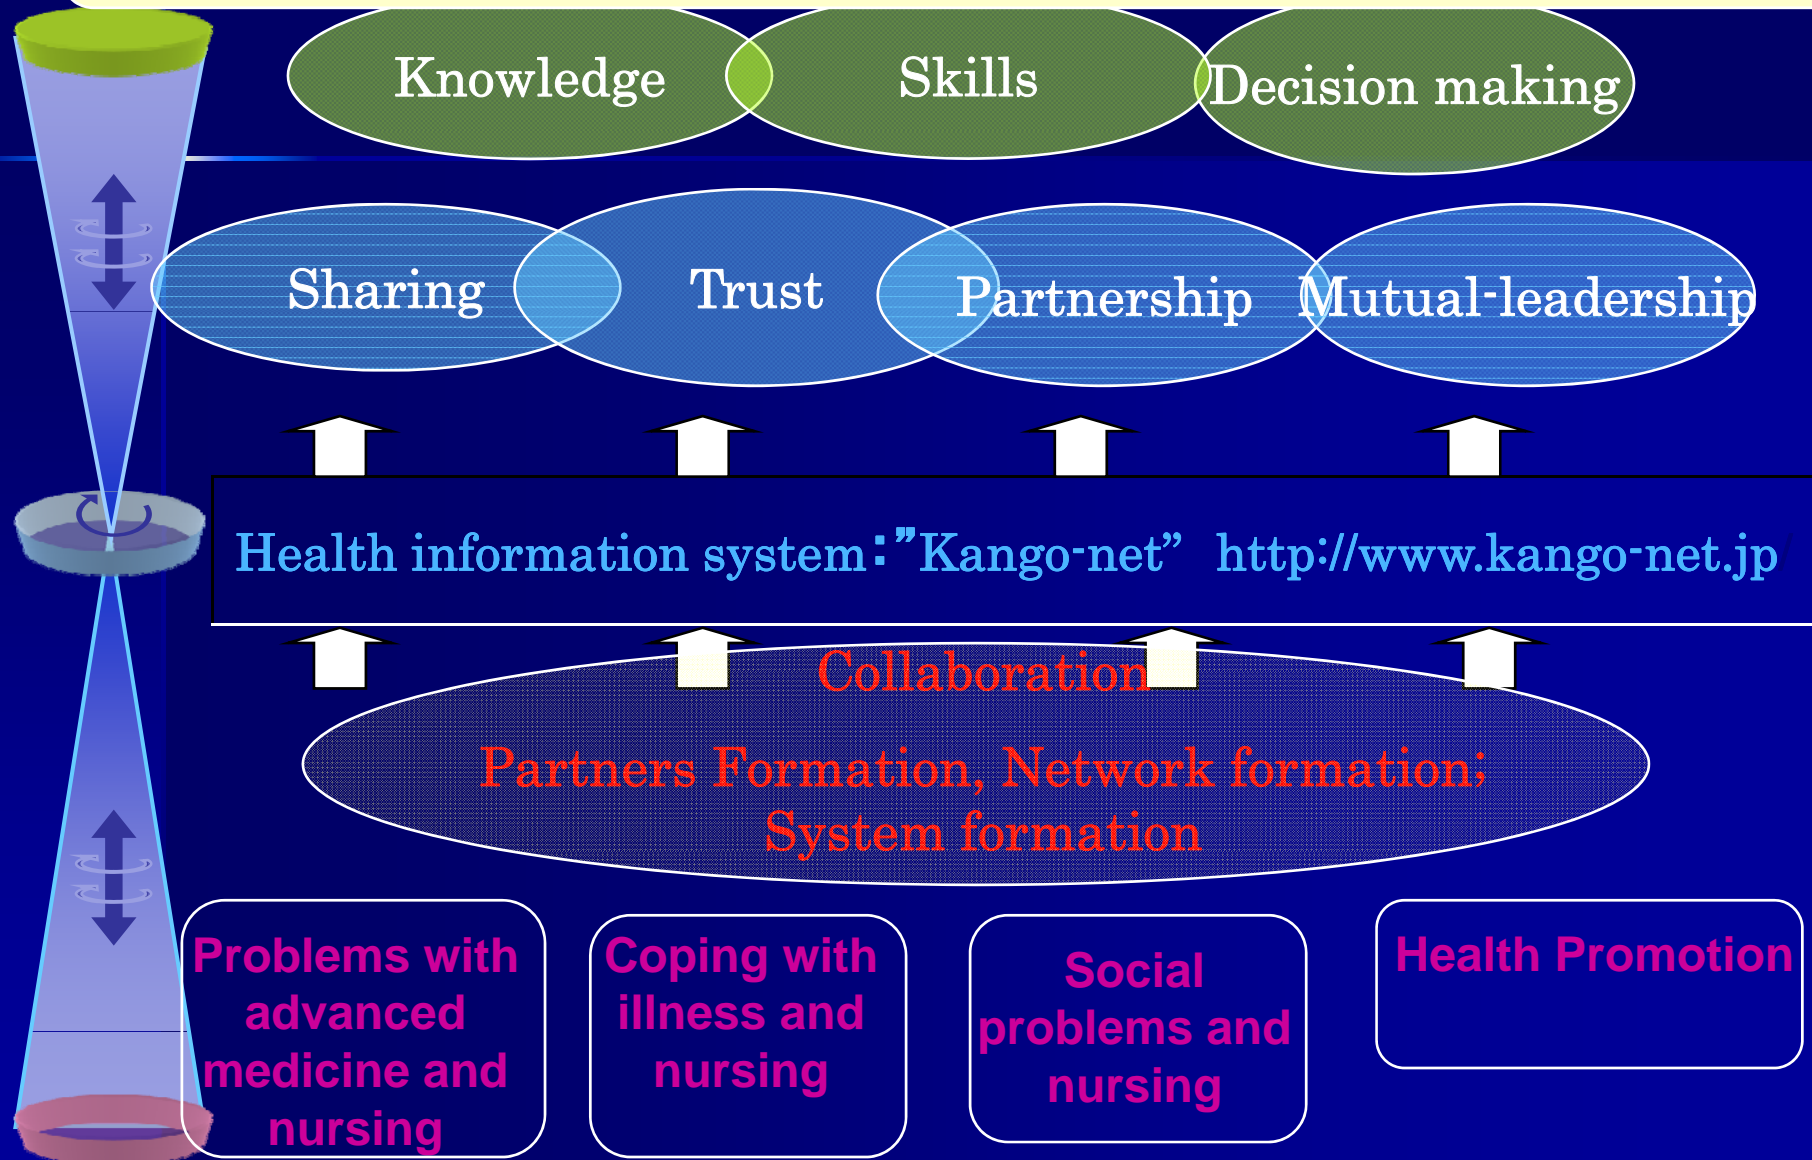 Knowledge
Skills
Decision making
Sharing
Trust
Partnership
Mutual-leadership
Health information system:”Kango-net” http://www.kango-net.jp/
Collaboration
Partners Formation, Network formation;
System formation
Problems with
advanced
medicine and
nursing
Coping with
illness and
nursing
Social
problems and
nursing
Health Promotion